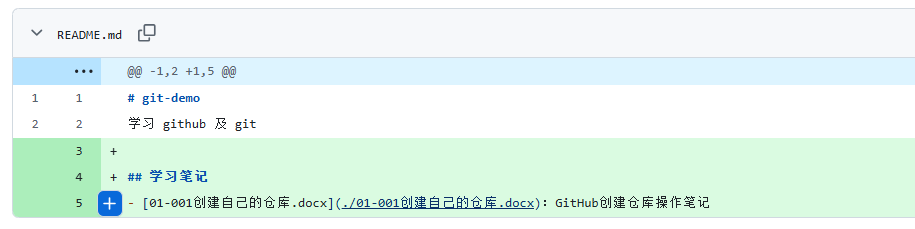 README.md
... @@ -1,2 +1,5 @@
1 1 # git-demo
2 2 学习 github 及 git
3 +
4 + ## 学习笔记
5 + - [01-001创建自己的仓库.docx](./01-001创建自己的仓库.docx)：GitHub创建仓库操作笔记